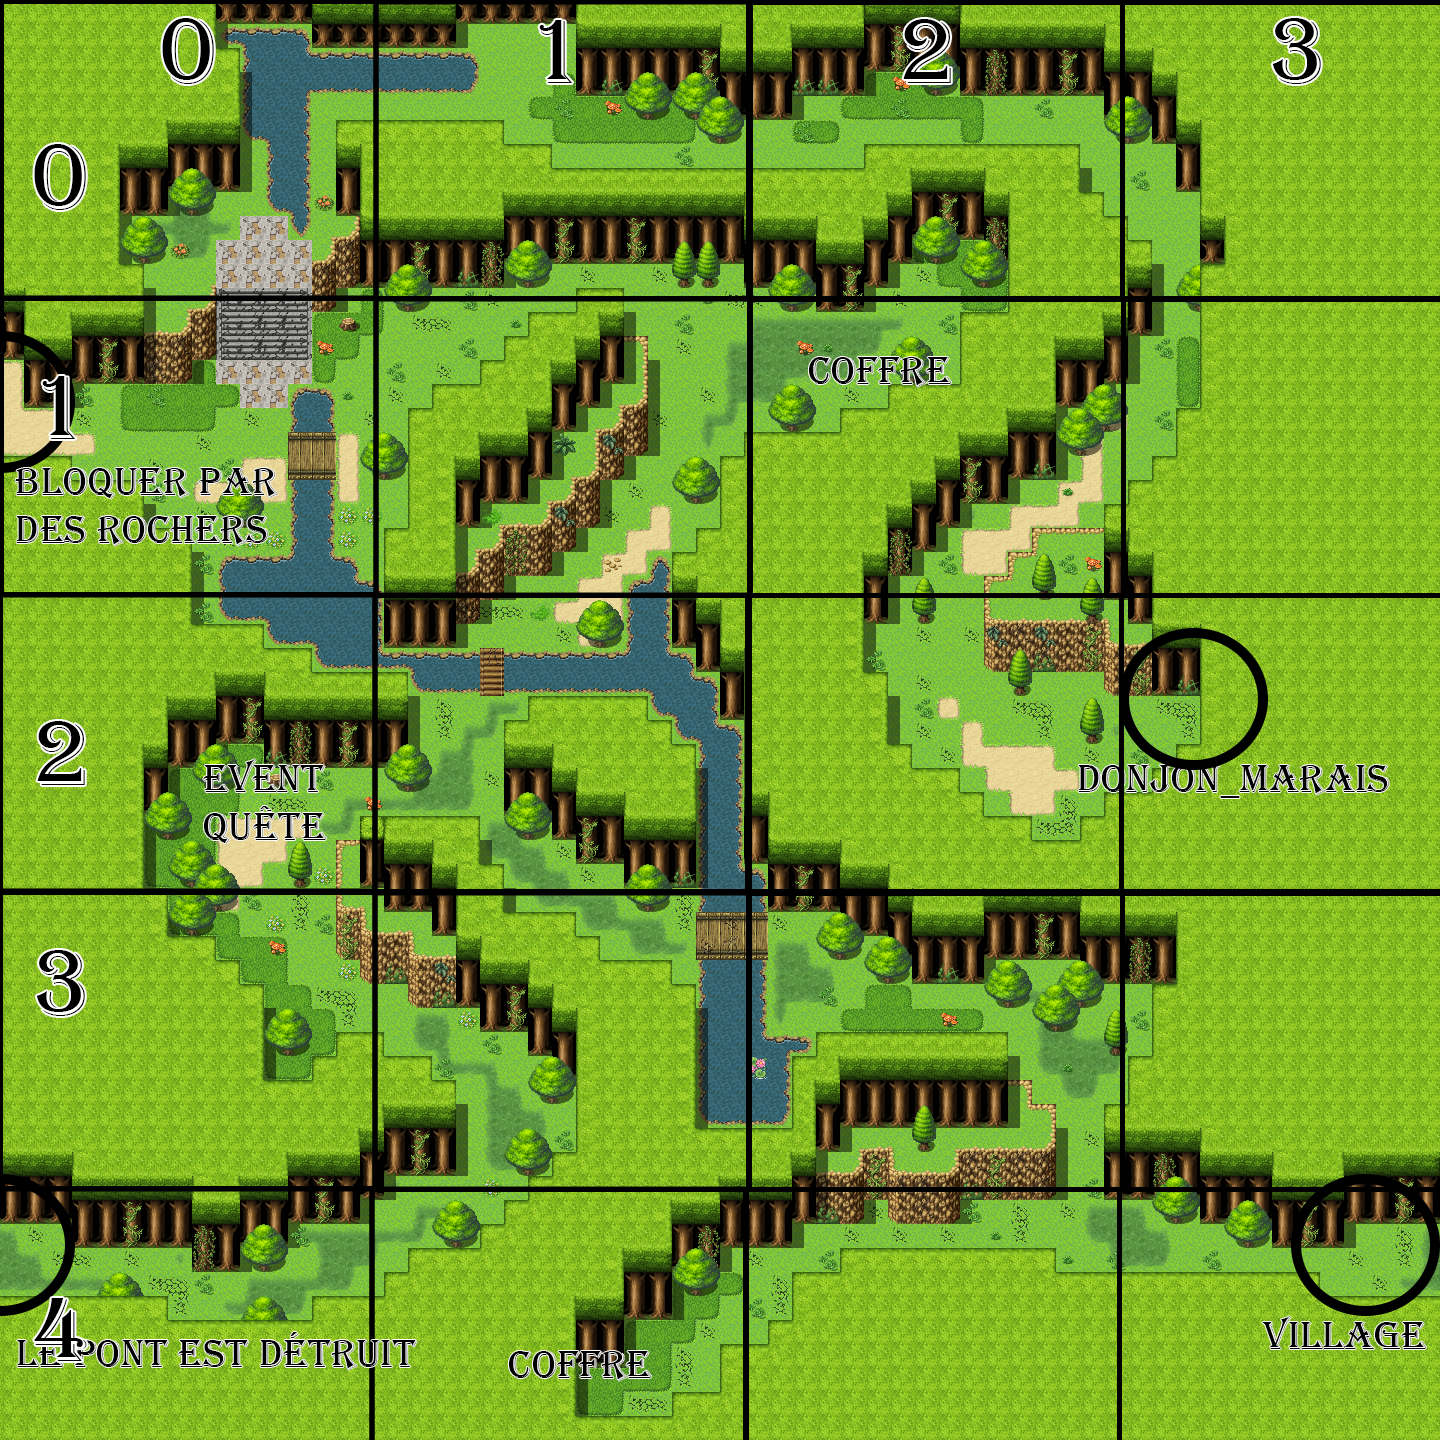 0 1 2 3
0
COFFRE
1
BLOQUER PAR
DES ROCHERS
2
EVENT
QUÊTE
DONJON_MARAIS
3
4
LE PONT EST DÉTRUIT
COFFRE
VILLAGE